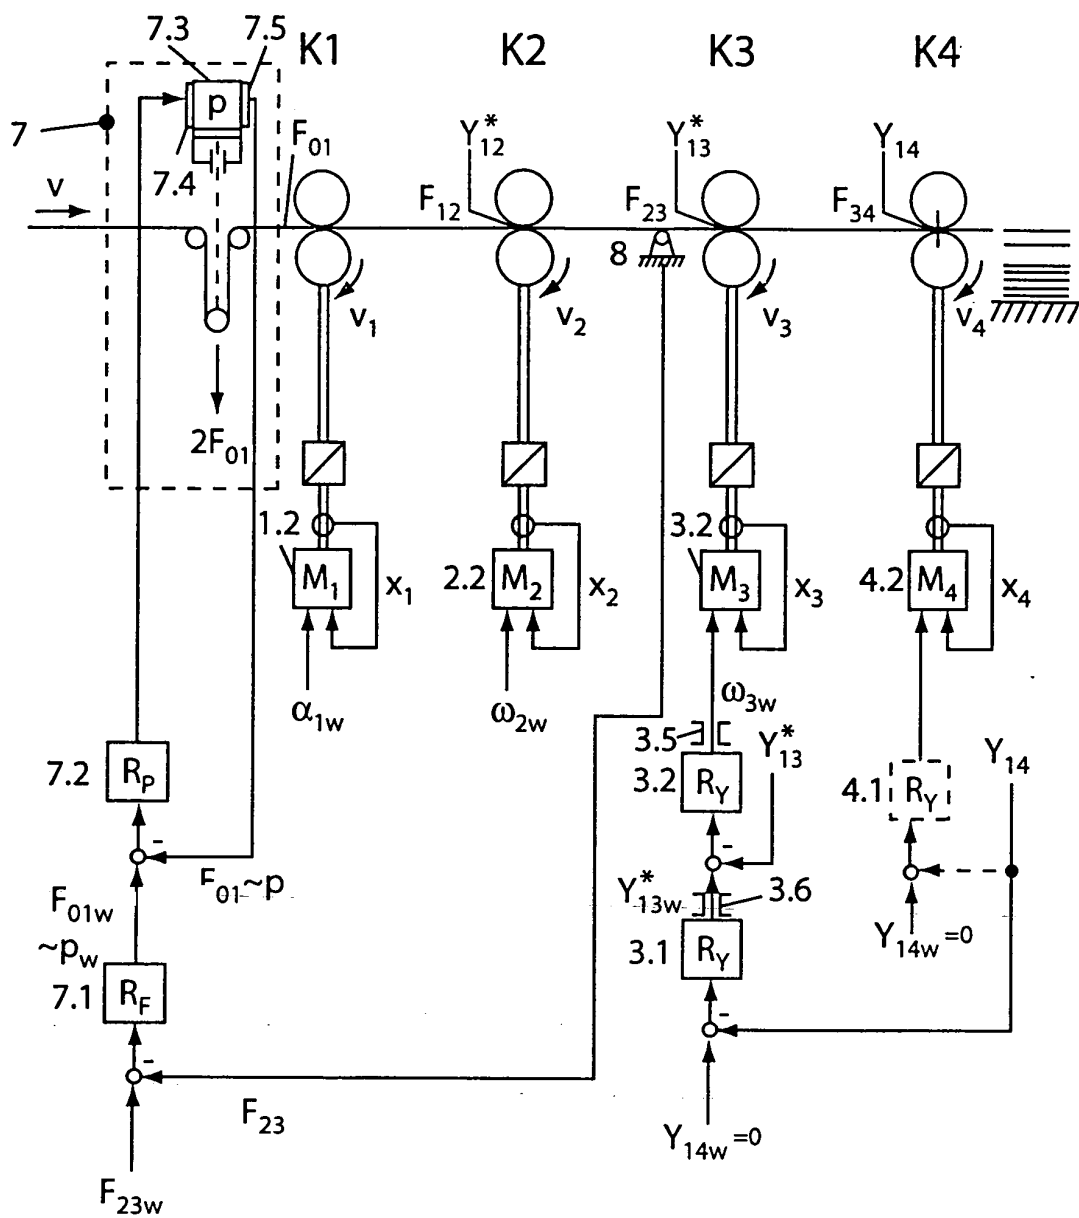 7.3
7.5
K1
K2
K3
K4
p
7
7.4
F01
Y*12
Y*13
Y14
v
F12
F23
F34
8
v1
v2
v3
v4
2F01
1.2
3.2
M1
x1
2.2
M2
x2
M3
x3
4.2
M4
x4
α1w
ω2w
ω3w
3.5
Y*13
Y14
7.2
RP
3.2
RY
4.1
RY
-
-
F01~p
Y*13w
3.6
F01w
~pw
Y14w=0
3.1
RY
7.1
RF
-
-
F23
Y14w=0
F23w